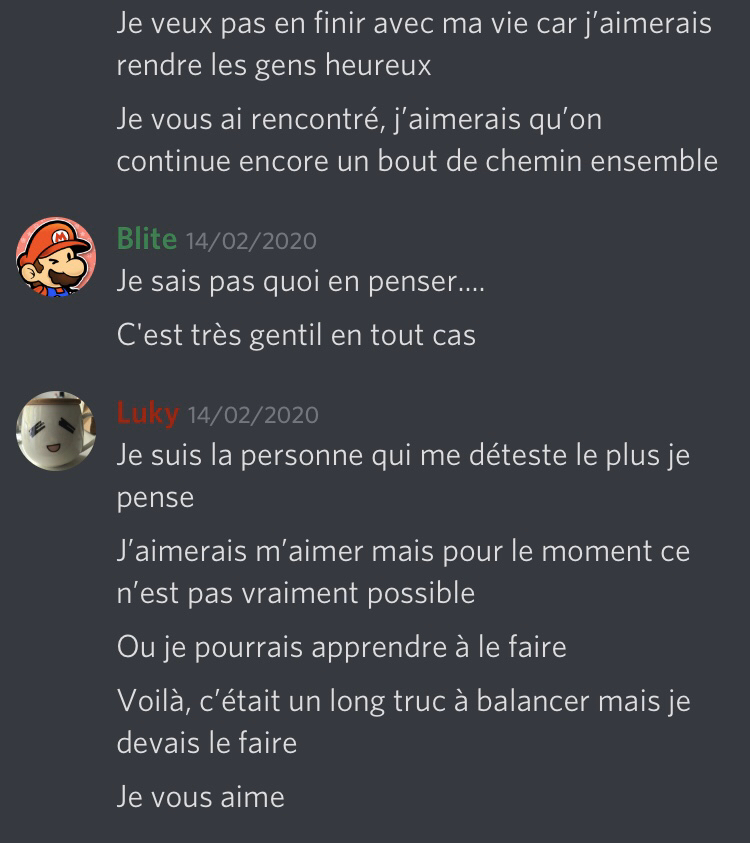 Je veux pas en finir avec ma vie car j’aimerais
rendre les gens heureux
Je vous ai rencontré, j’aimerais qu’on
continue encore un bout de chemin ensemble
Blite 14/02/2020
Je sais pas quoi en penser....
C'est très gentil en tout cas
Luky 14/02/2020
Je suis la personne qui me déteste le plus je
pense
J’aimerais m’aimer mais pour le moment ce
n’est pas vraiment possible
Ou je pourrais apprendre à le faire
Voilà, c’était un long truc à balancer mais je
devais le faire
Je vous aime